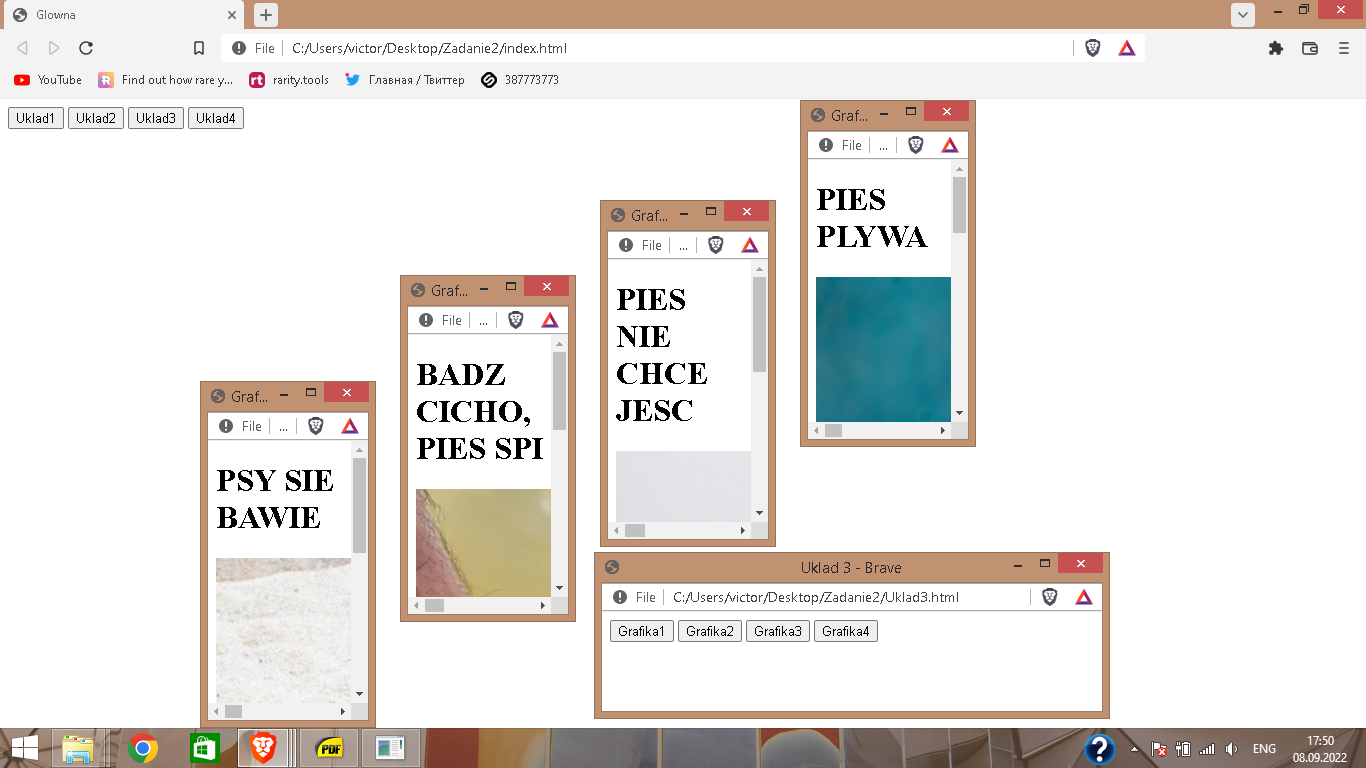 Glowna
File C:/Users/victor/Desktop/Zadanie2/index.html
YouTube Find out how rare y... rarity.tools Главная / Твиттер 387773773
Uklad1 Uklad2 Uklad3 Uklad4
Graf...
File ...
PIES
PLYWA
Graf...
File ...
PIES
NIE
CHCE
JESC
Graf...
File ...
BADZ
CICHO,
PIES SPI
Graf...
File ...
PSY SIE
BAWIE
Uklad 3 - Brave
File C:/Users/victor/Desktop/Zadanie2/Uklad3.html
Grafika1 Grafika2 Grafika3 Grafika4
PDF
ENG
17:50
08.09.2022